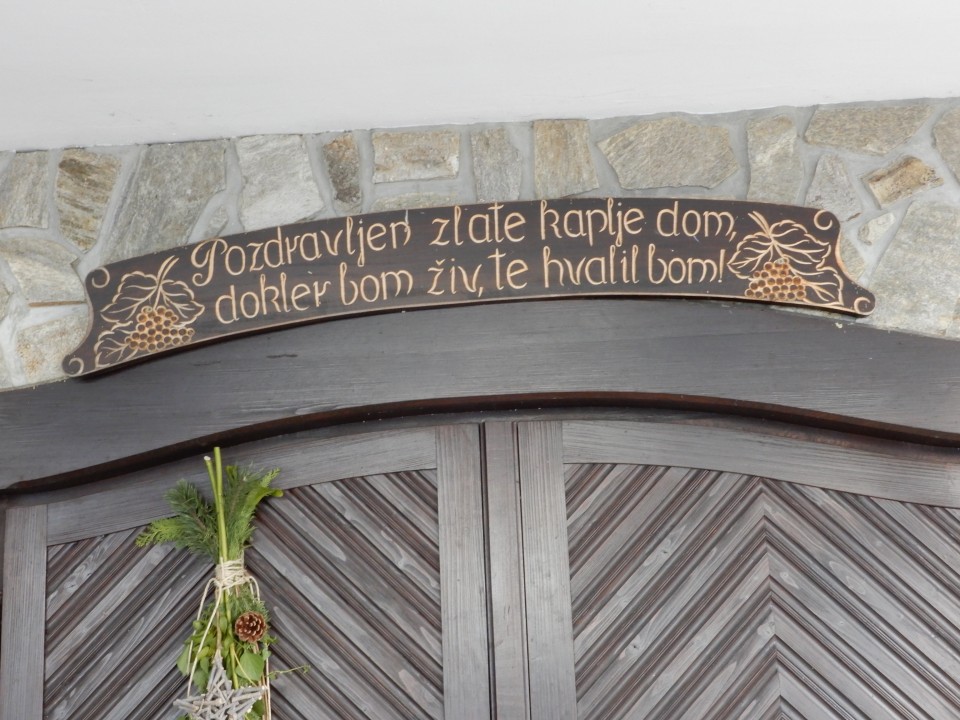 Pozdravljen zlate kaplje dom,
dokler bom živ, te hvalil bom!